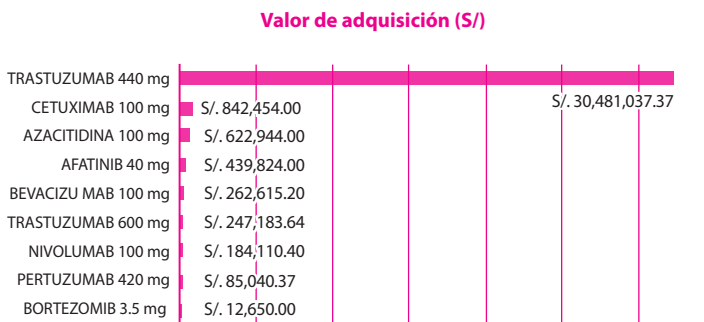 Valor de adquisición (S/)
TRASTUZUMAB 440 mg
S/. 30,481,037.37
CETUXIMAB 100 mg S/. 842,454.00
AZACITIDINA 100 mg S/. 622,944.00
AFATINIB 40 mg S/. 439,824.00
BEVACIZU MAB 100 mg S/. 262,615.20
TRASTUZUMAB 600 mg S/. 247,183.64
NIVOLUMAB 100 mg S/. 184,110.40
PERTUZUMAB 420 mg S/. 85,040.37
BORTEZOMIB 3.5 mg S/. 12,650.00